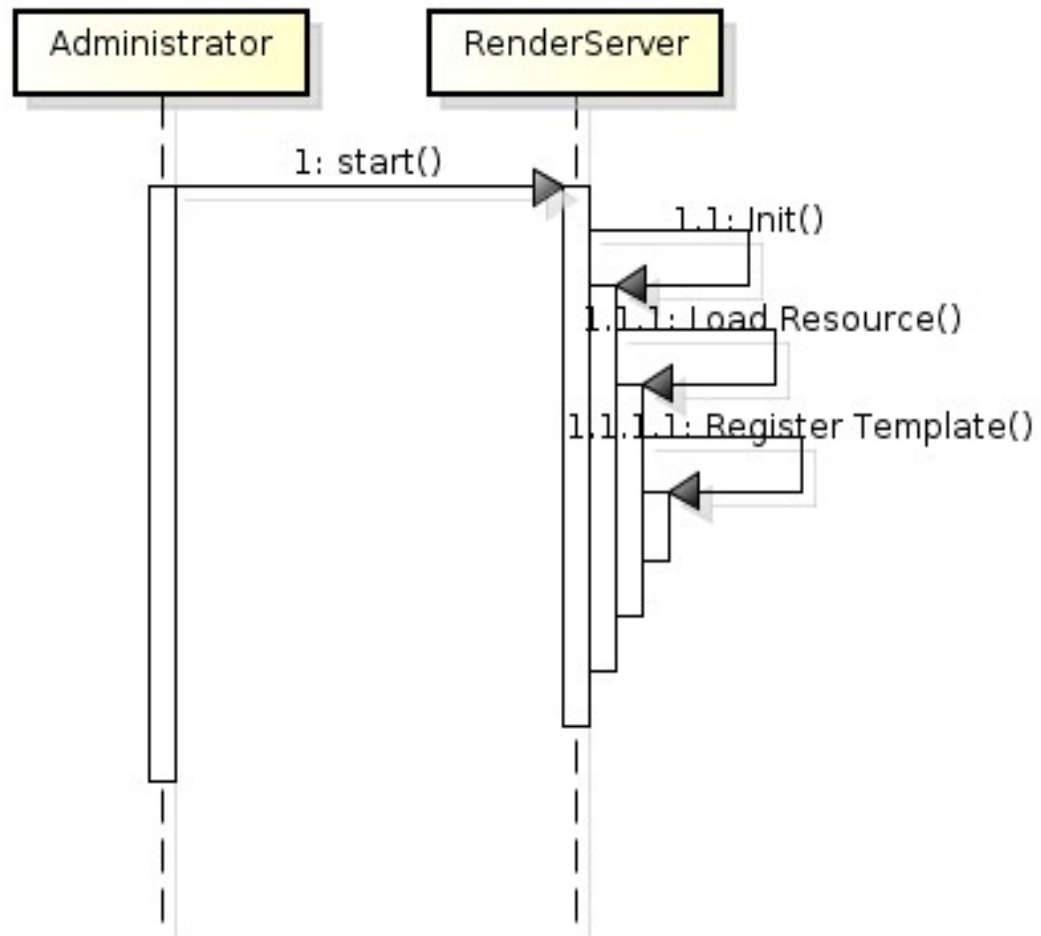 Administrator
RenderServer
1: start()
1.1: Init()
1.1.1: Load Resource()
1.1.1.1: Register Template()